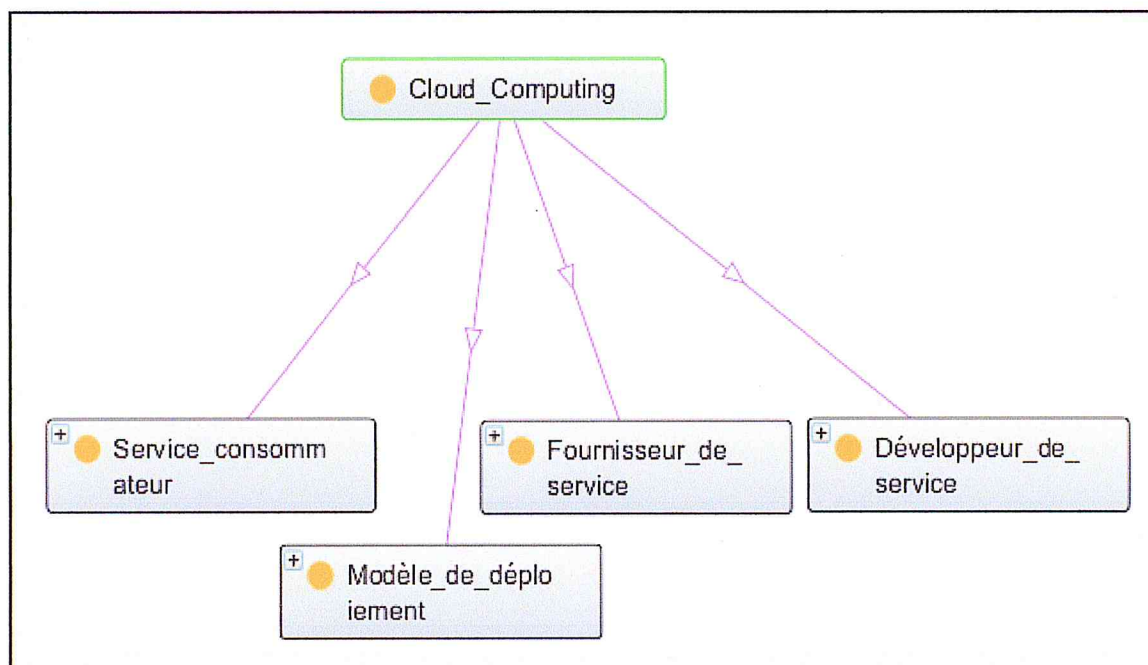 Cloud_Computing
Service_consomm
ateur
Fournisseur_de_
service
Développeur_de_
service
Modèle_de_déplo
iement